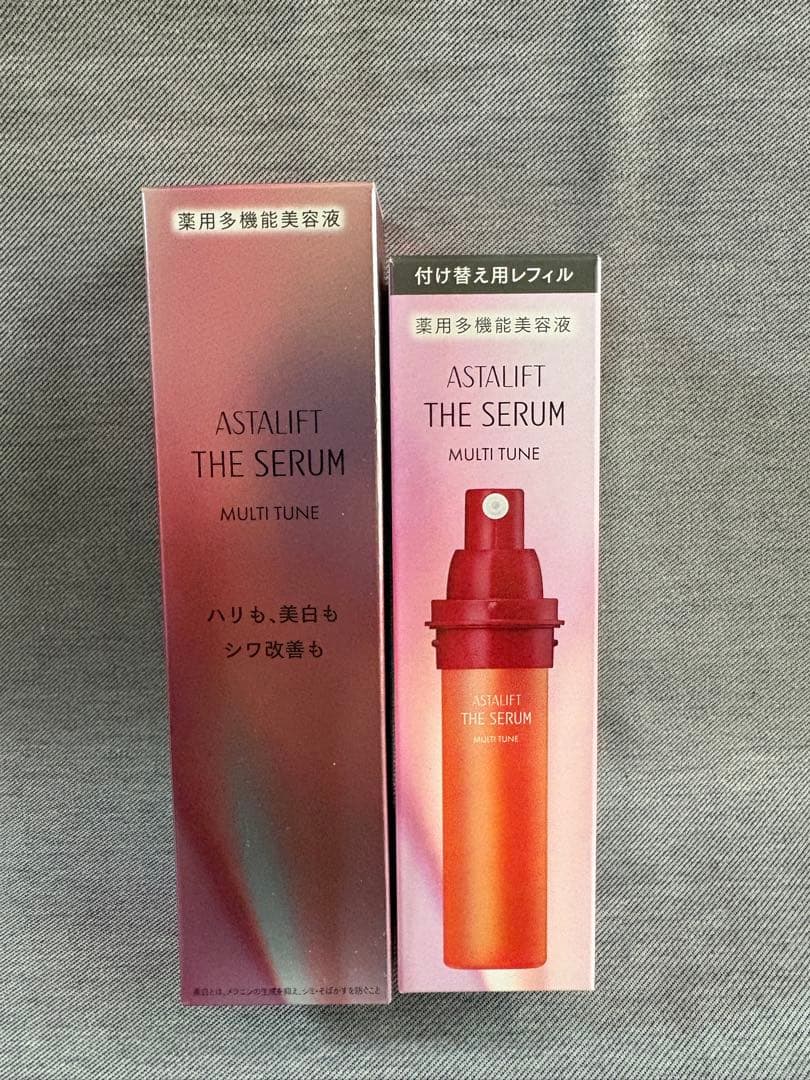 薬用多機能美容液
ASTALIFT
THE SERUM
MULTI TUNE
ハリも、美白も
シワ改善も
美白とは、メラニンの生成を抑え、シミ・そばかすを防ぐこと
付け替え用レフィル
薬用多機能美容液
ASTALIFT
THE SERUM
MULTI TUNE
ASTALIFT
THE SERUM
MULTI TUNE